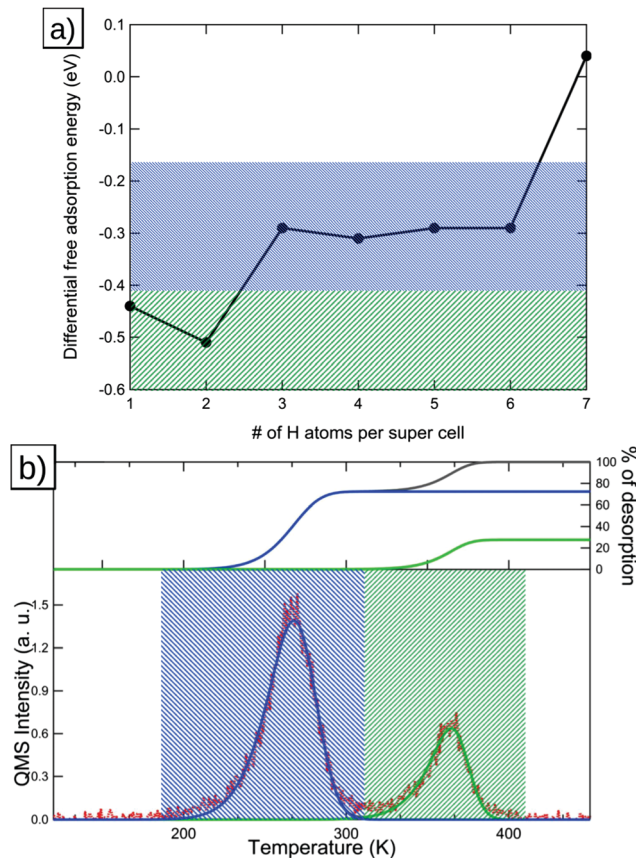 a)
Differential free adsorption energy (eV)
0.1
0.0
-0.1
-0.2
-0.3
-0.4
-0.5
-0.6
1 2 3 4 5 6 7
# of H atoms per super cell
b)
% of desorption
100
80
60
40
20
0
QMS Intensity (a. u.)
1.5
1.2
0.9
0.6
0.3
0.0
200 300 400
Temperature (K)